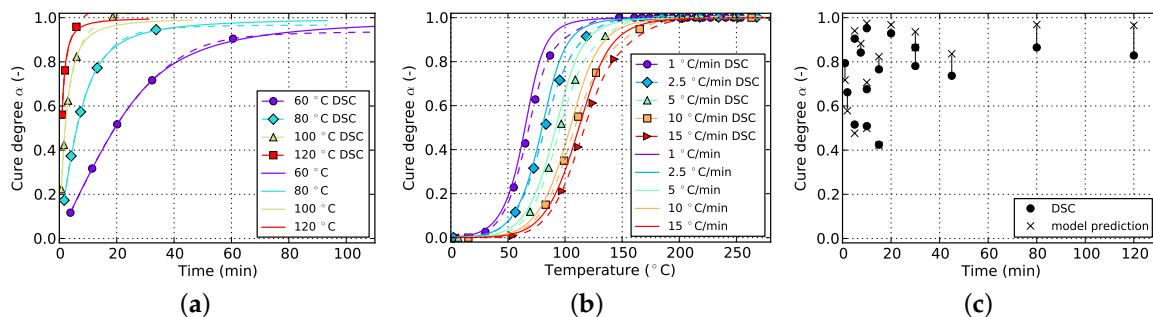 1.0
0.8
0.6
0.4
0.2
0.0
Cure degree α (-)
60 °C DSC
80 °C DSC
100 °C DSC
120 °C DSC
60 °C
80 °C
100 °C
120 °C
0 20 40 60 80 100
Time (min)
(a)
1.0
0.8
0.6
0.4
0.2
0.0
Cure degree α (-)
1 °C/min DSC
2.5 °C/min DSC
5 °C/min DSC
10 °C/min DSC
15 °C/min DSC
1 °C/min
2.5 °C/min
5 °C/min
10 °C/min
15 °C/min
0 50 100 150 200 250
Temperature (°C)
(b)
1.0
0.8
0.6
0.4
0.2
0.0
Cure degree α (-)
DSC
model prediction
0 20 40 60 80 100 120
Time (min)
(c)